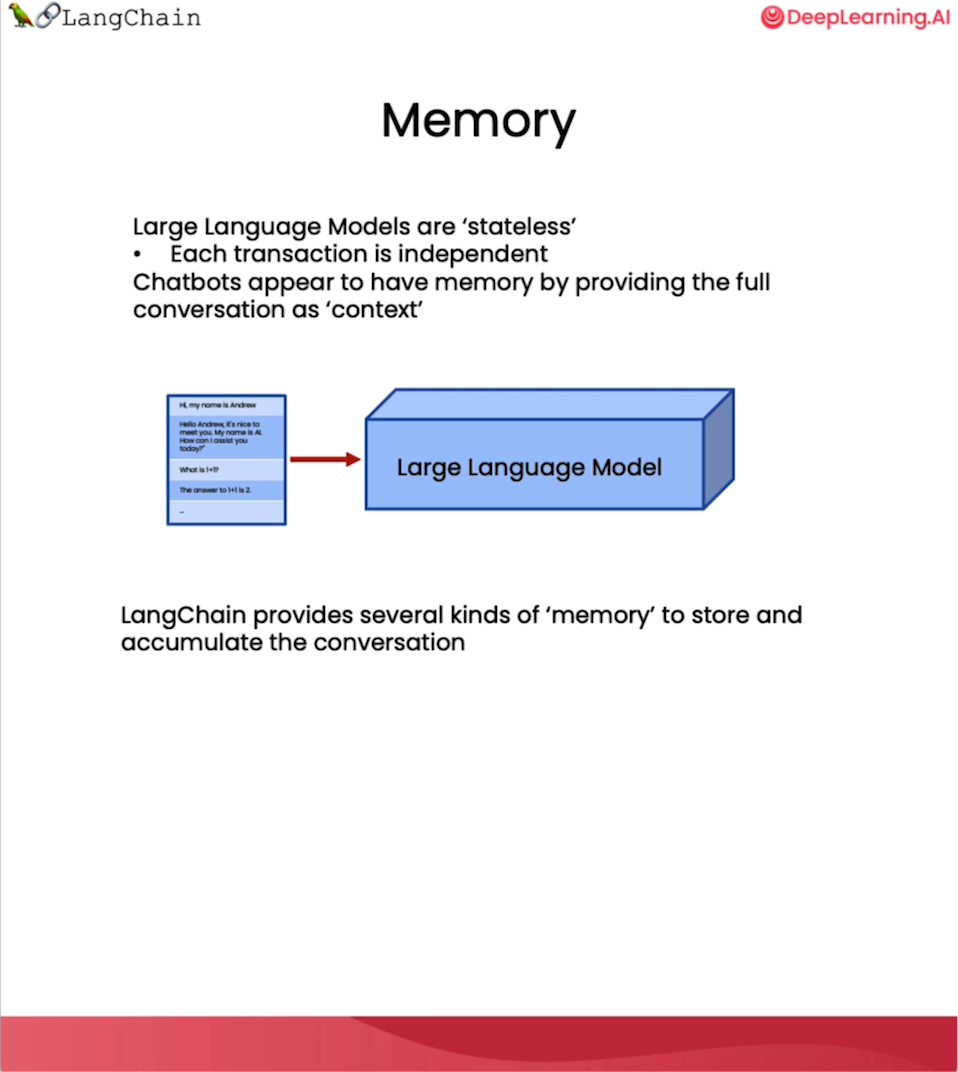 LangChain
DeepLearning.AI
Memory
Large Language Models are ‘stateless’
• Each transaction is independent
Chatbots appear to have memory by providing the full
conversation as ‘context’
Hi, my name is Andrew
Hello Andrew, it's nice to
meet you. My name is AI.
How can I assist you
today?"
What is 1+1?
The answer to 1+1 is 2.
...
Large Language Model
LangChain provides several kinds of ‘memory’ to store and
accumulate the conversation